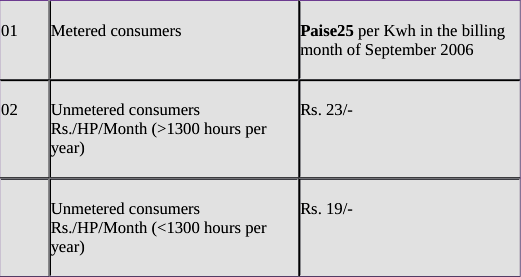 01 Metered consumers Paise25 per Kwh in the billing
month of September 2006
02 Unmetered consumers Rs. 23/-
Rs./HP/Month (>1300 hours per
year)
Unmetered consumers Rs. 19/-
Rs./HP/Month (<1300 hours per
year)